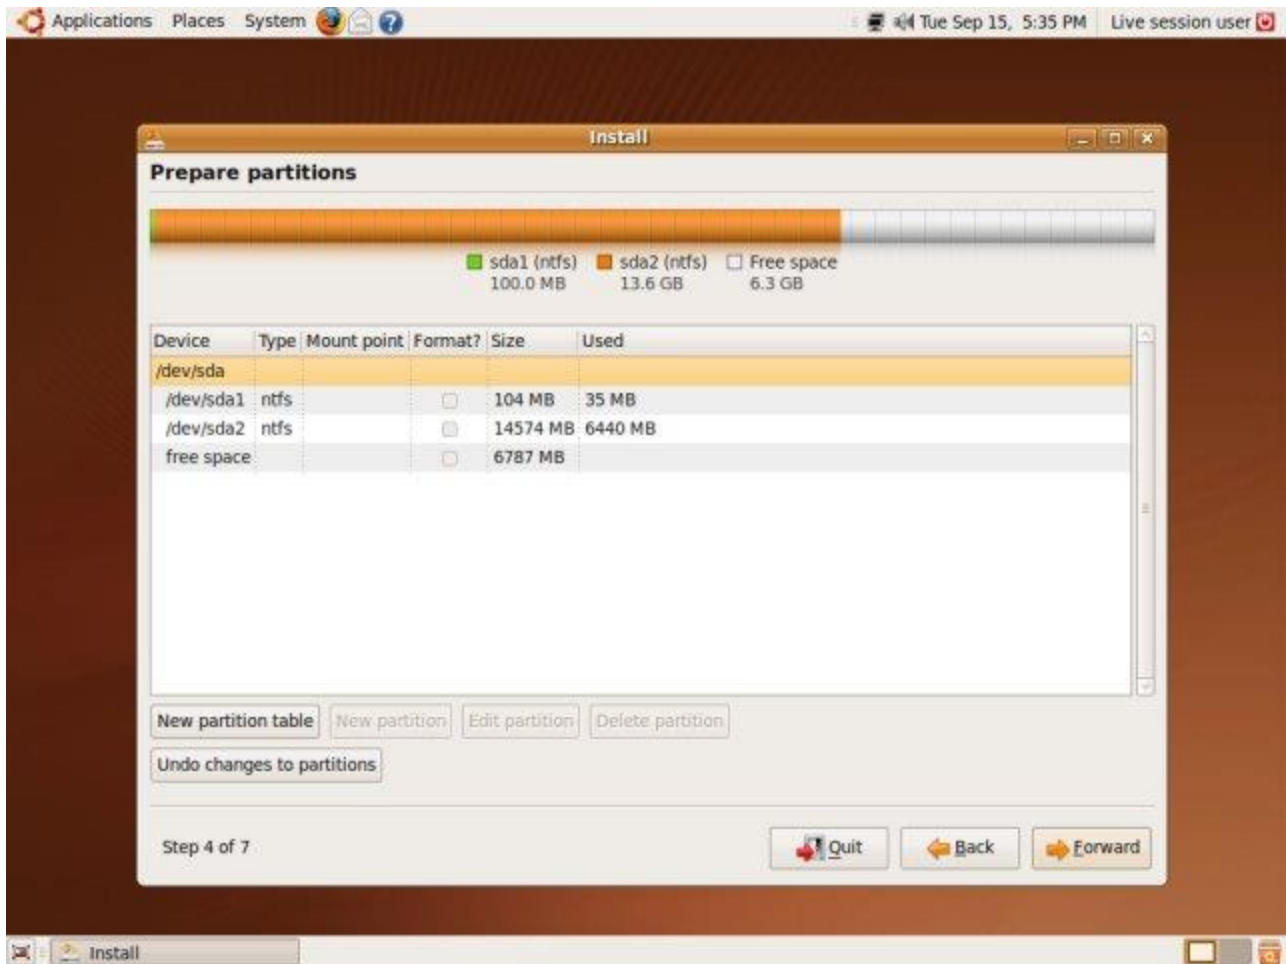 Applications Places System Tue Sep 15, 5:35 PM Live session user
Install
Prepare partitions
sda1 (ntfs) sda2 (ntfs) Free space
100.0 MB 13.6 GB 6.3 GB
Device Type Mount point Format? Size Used
/dev/sda
/dev/sda1 ntfs 104 MB 35 MB
/dev/sda2 ntfs 14574 MB 6440 MB
free space 6787 MB
New partition table New partition Edit partition Delete partition
Undo changes to partitions
Step 4 of 7 Quit Back Forward
Install